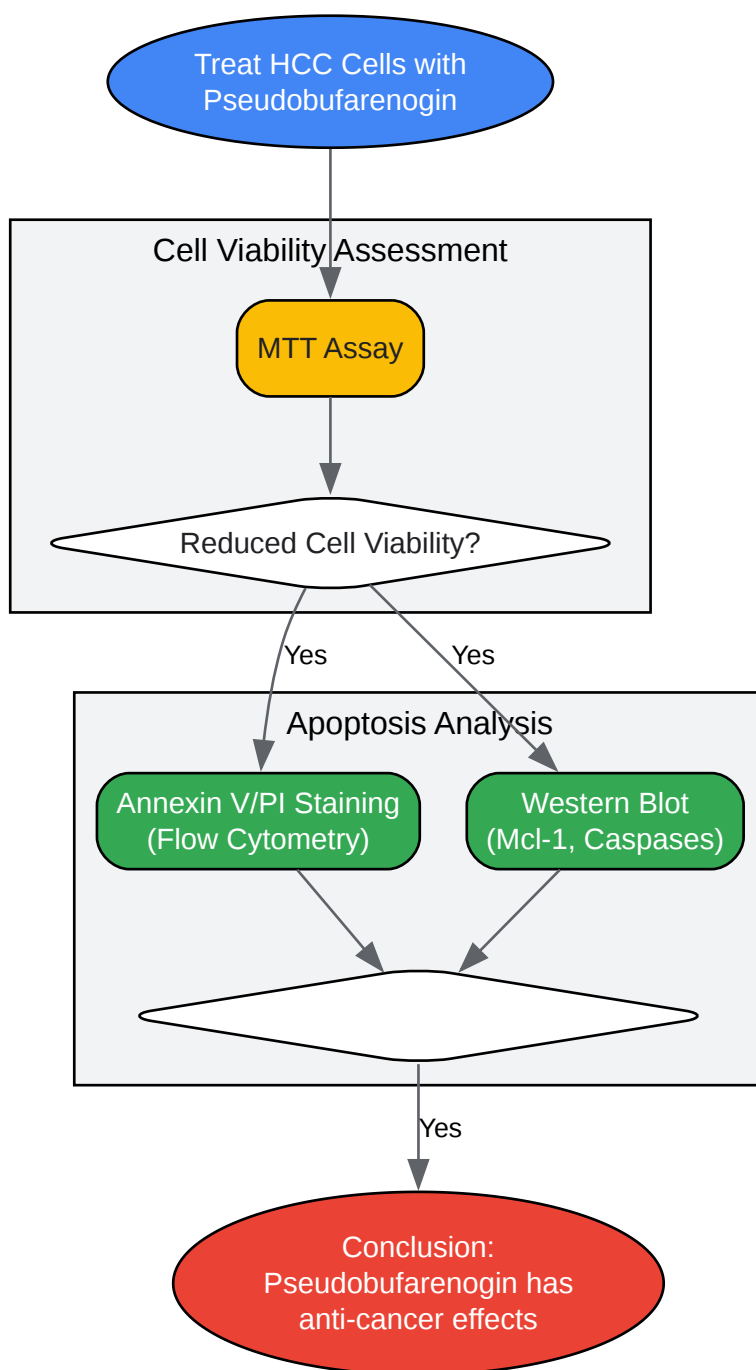 Treat HCC Cells with
Pseudobufarenogin
Cell Viability Assessment
MTT Assay
Reduced Cell Viability?
Yes
Yes
Apoptosis Analysis
Annexin V/PI Staining
(Flow Cytometry)
Western Blot
(Mcl-1, Caspases)
Yes
Conclusion:
Pseudobufarenogin has
anti-cancer effects